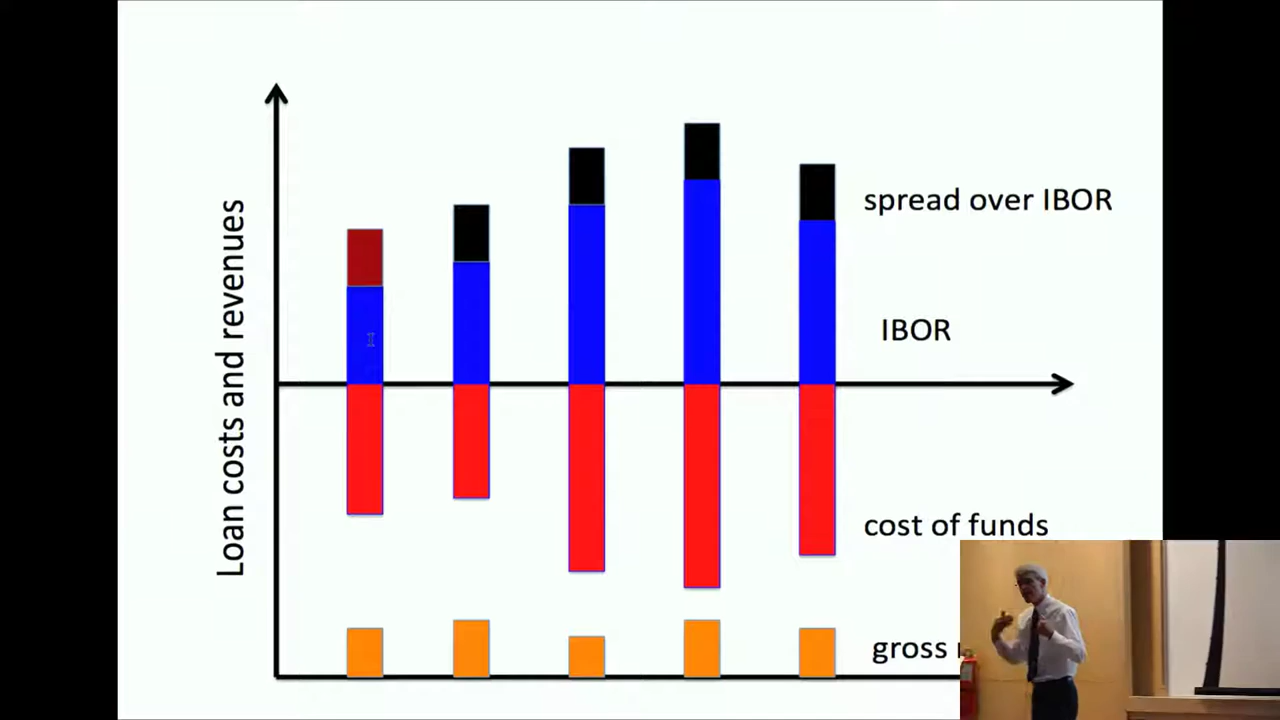 Loan costs and revenues
spread over IBOR
IBOR
cost of funds
gross